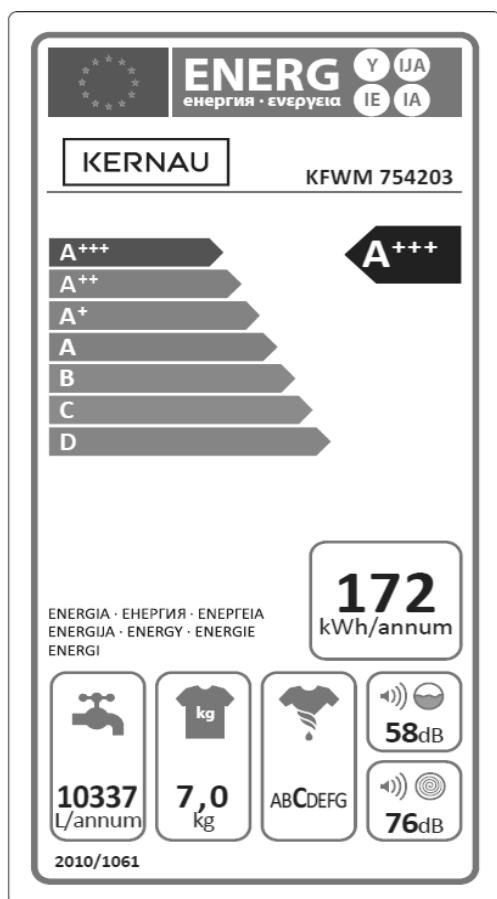 ENERG
енергия · ενεργεια
Y IJA
IE IA
KERNAU
KFWM 754203
A+++
A+++
A++
A+
A
B
C
D
172
kWh/annum
ENERGIA · ЕНЕРГИЯ · ΕΝΕΡΓΕΙΑ
ENERGIJA · ENERGY · ENERGIE
ENERGI
10337
L/annum
kg
7,0
kg
ABCDEFG
58dB
76dB
2010/1061